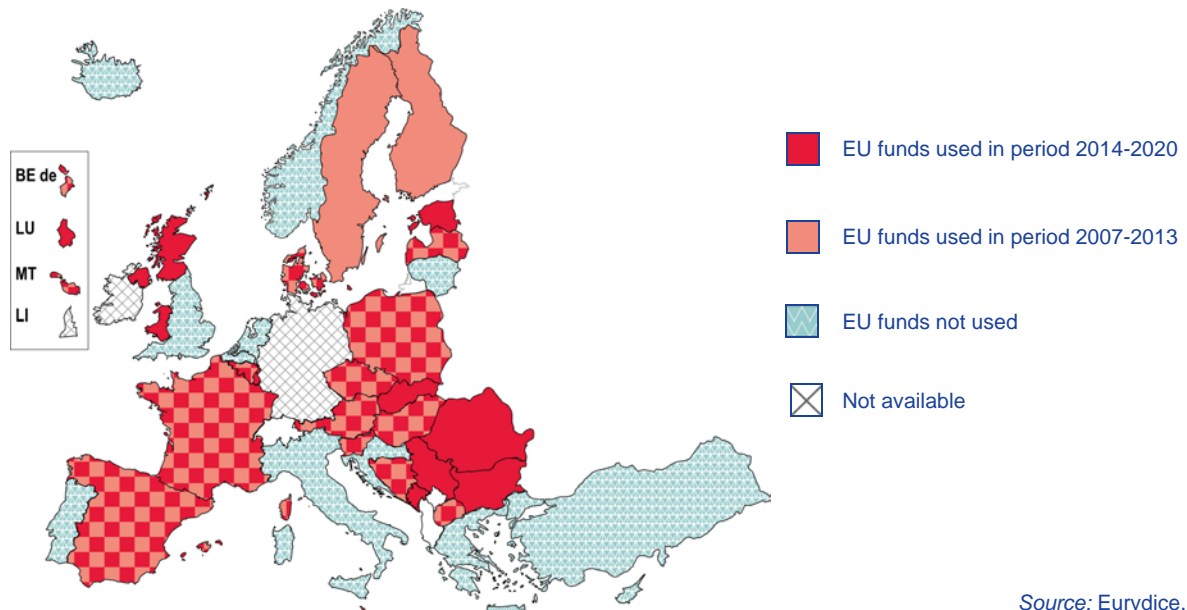 BE de
LU
MT
LI
EU funds used in period 2014-2020
EU funds used in period 2007-2013
EU funds not used
Not available
Source: Eurydice.